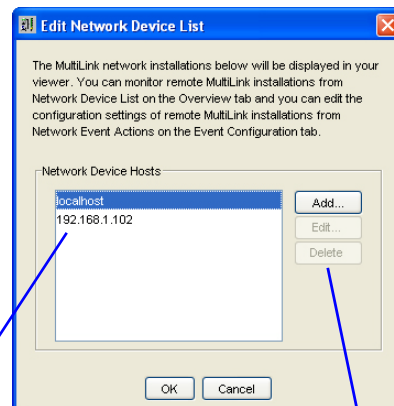 Edit Network Device List
The MultiLink network installations below will be displayed in your
viewer. You can monitor remote MultiLink installations from
Network Device List on the Overview tab and you can edit the
configuration settings of remote MultiLink installations from
Network Event Actions on the Event Configuration tab.
Network Device Hosts
localhost
192.168.1.102
Add...
Edit...
Delete
OK Cancel